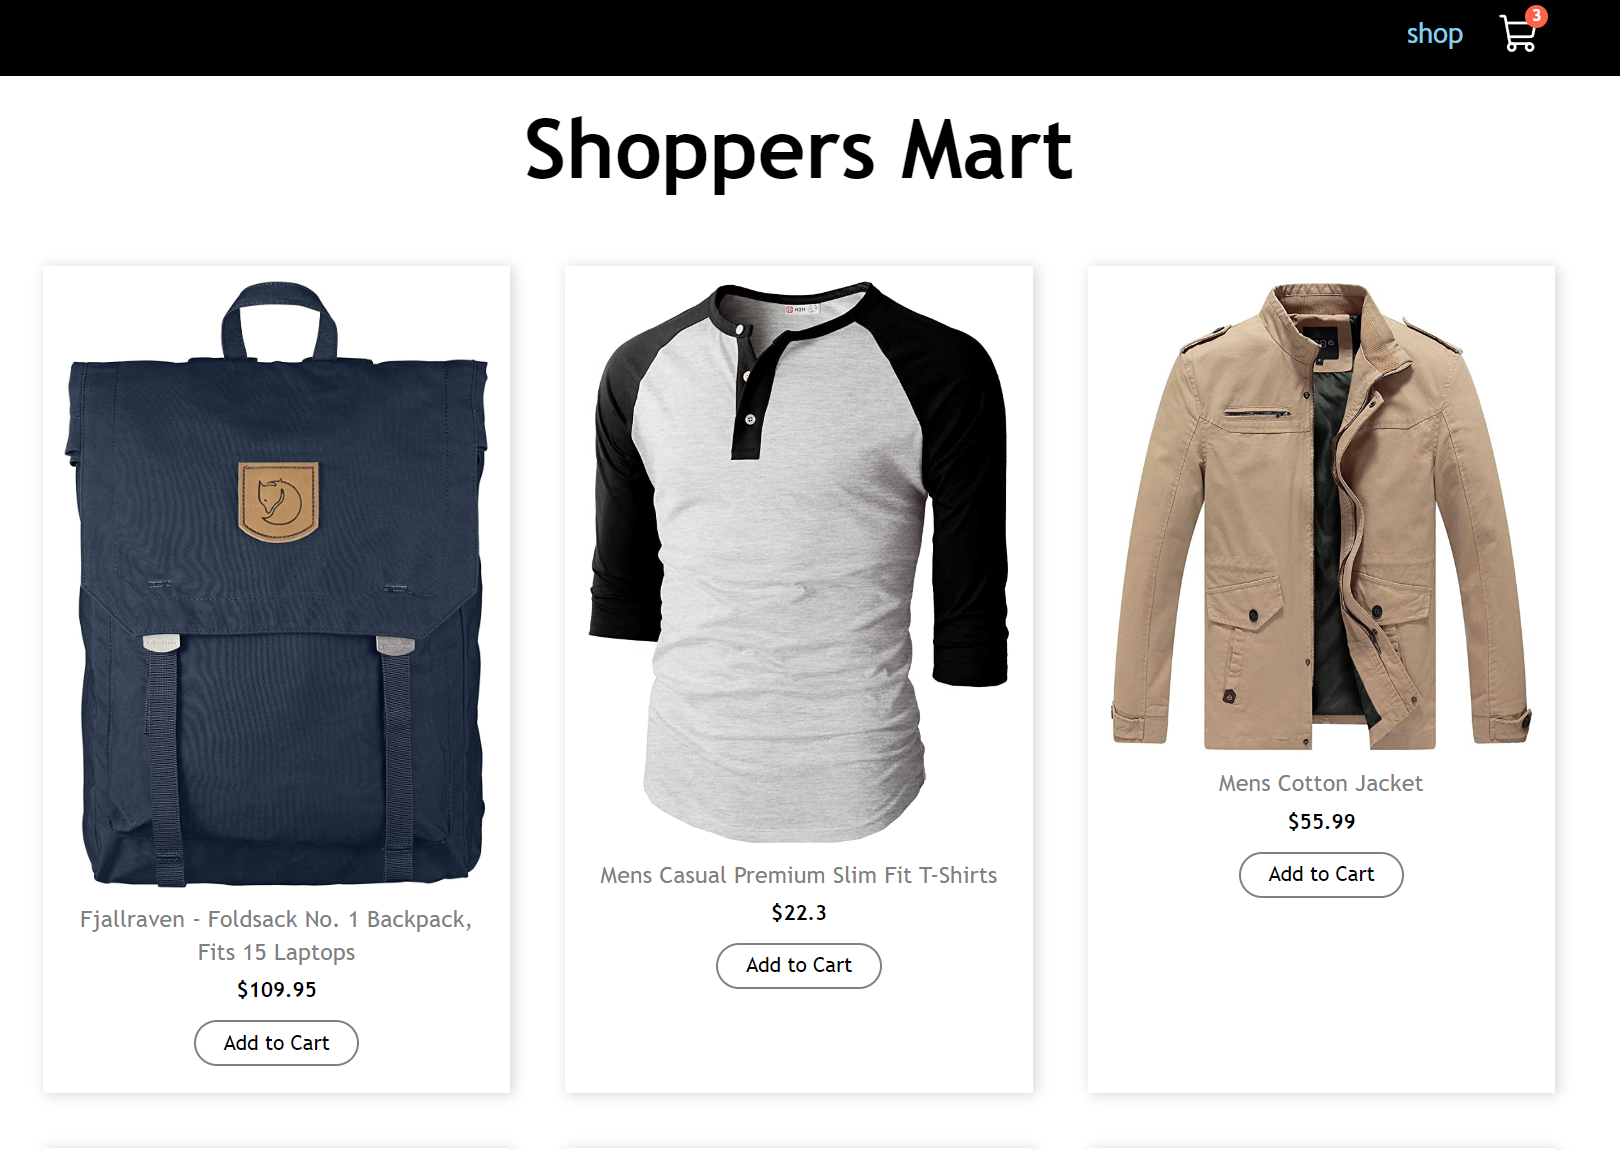 shop
3
Shoppers Mart
H2H
Fjallraven - Foldsack No. 1 Backpack,
Fits 15 Laptops
$109.95
Add to Cart
Mens Casual Premium Slim Fit T-Shirts
$22.3
Add to Cart
Mens Cotton Jacket
$55.99
Add to Cart